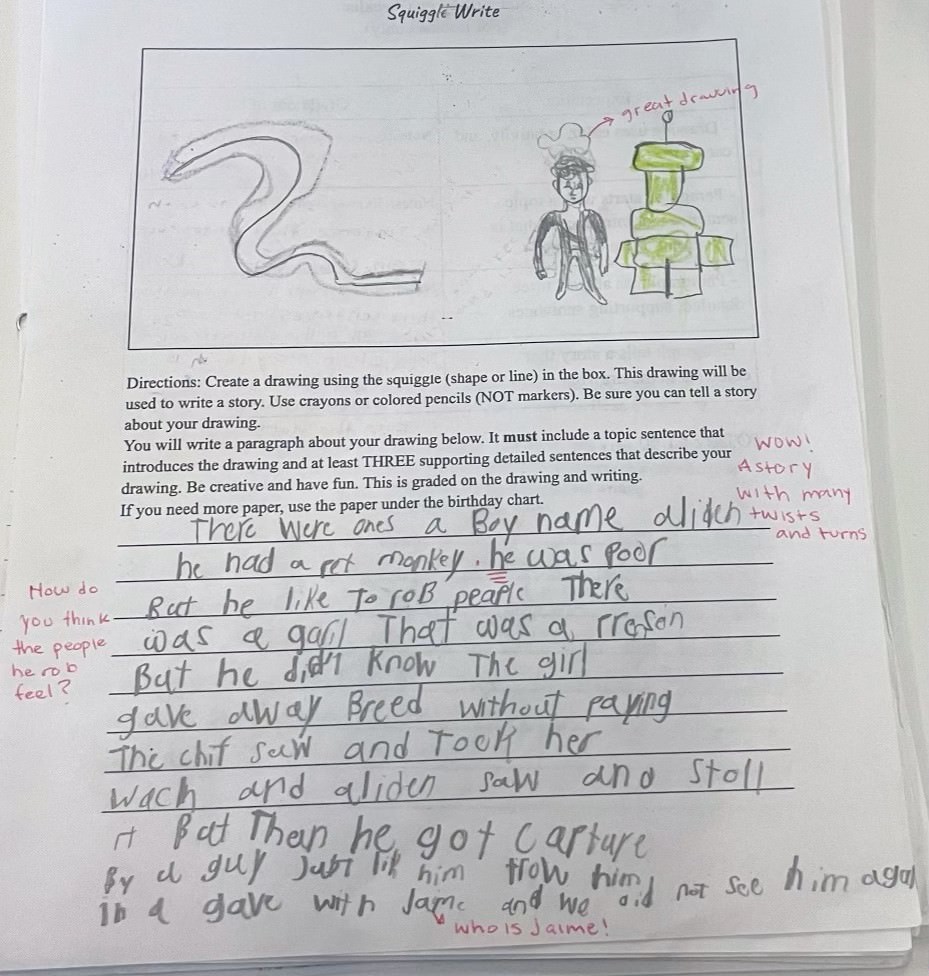 Squiggle Write
great drawing
Directions: Create a drawing using the squiggle (shape or line) in the box. This drawing will be
used to write a story. Use crayons or colored pencils (NOT markers). Be sure you can tell a story
about your drawing.
You will write a paragraph about your drawing below. It must include a topic sentence that
introduces the drawing and at least THREE supporting detailed sentences that describe your
drawing. Be creative and have fun. This is graded on the drawing and writing.
If you need more paper, use the paper under the birthday chart.
wow!
A story
with many
twists
and turns
There were ones a Boy name aliden
he had a pet monkey. he was poor
But he like To roB peaple There
was a garil That was a rreson
But he didn't know The girl
gave away Breed without paying
The chif saw and Took her
wach and aliden saw and stoll
it But Then he got capture
By a guy Just lik him trow him
in a gave with Jame and we did not see him agan
How do
you think
the people
he rob
feel?
who is Jaime!